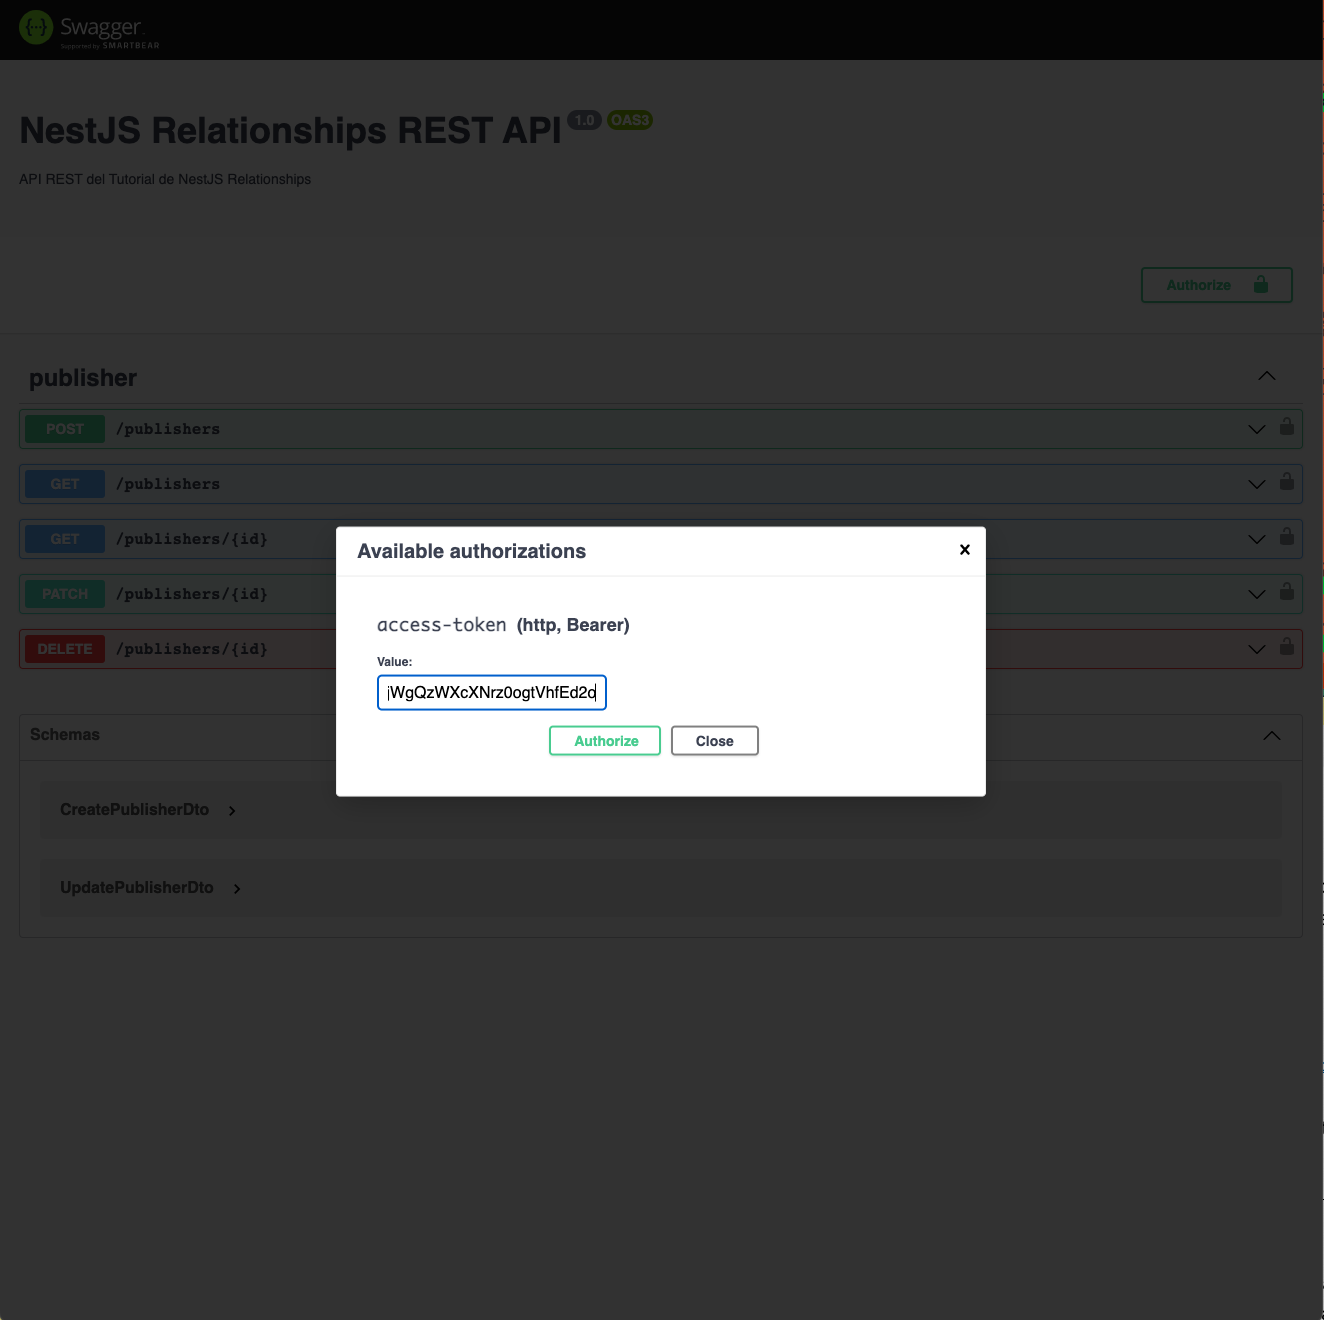 Swagger
Supported by SMARTBEAR
NestJS Relationships REST API 1.0 OAS3
API REST del Tutorial de NestJS Relationships
Authorize
publisher
POST /publishers
GET /publishers
GET /publishers/{id}
PATCH /publishers/{id}
DELETE /publishers/{id}
Available authorizations
access-token (http, Bearer)
Value:
jWgQzWXcXNrz0ogtVhfEd2o
Authorize Close
Schemas
CreatePublisherDto
UpdatePublisherDto